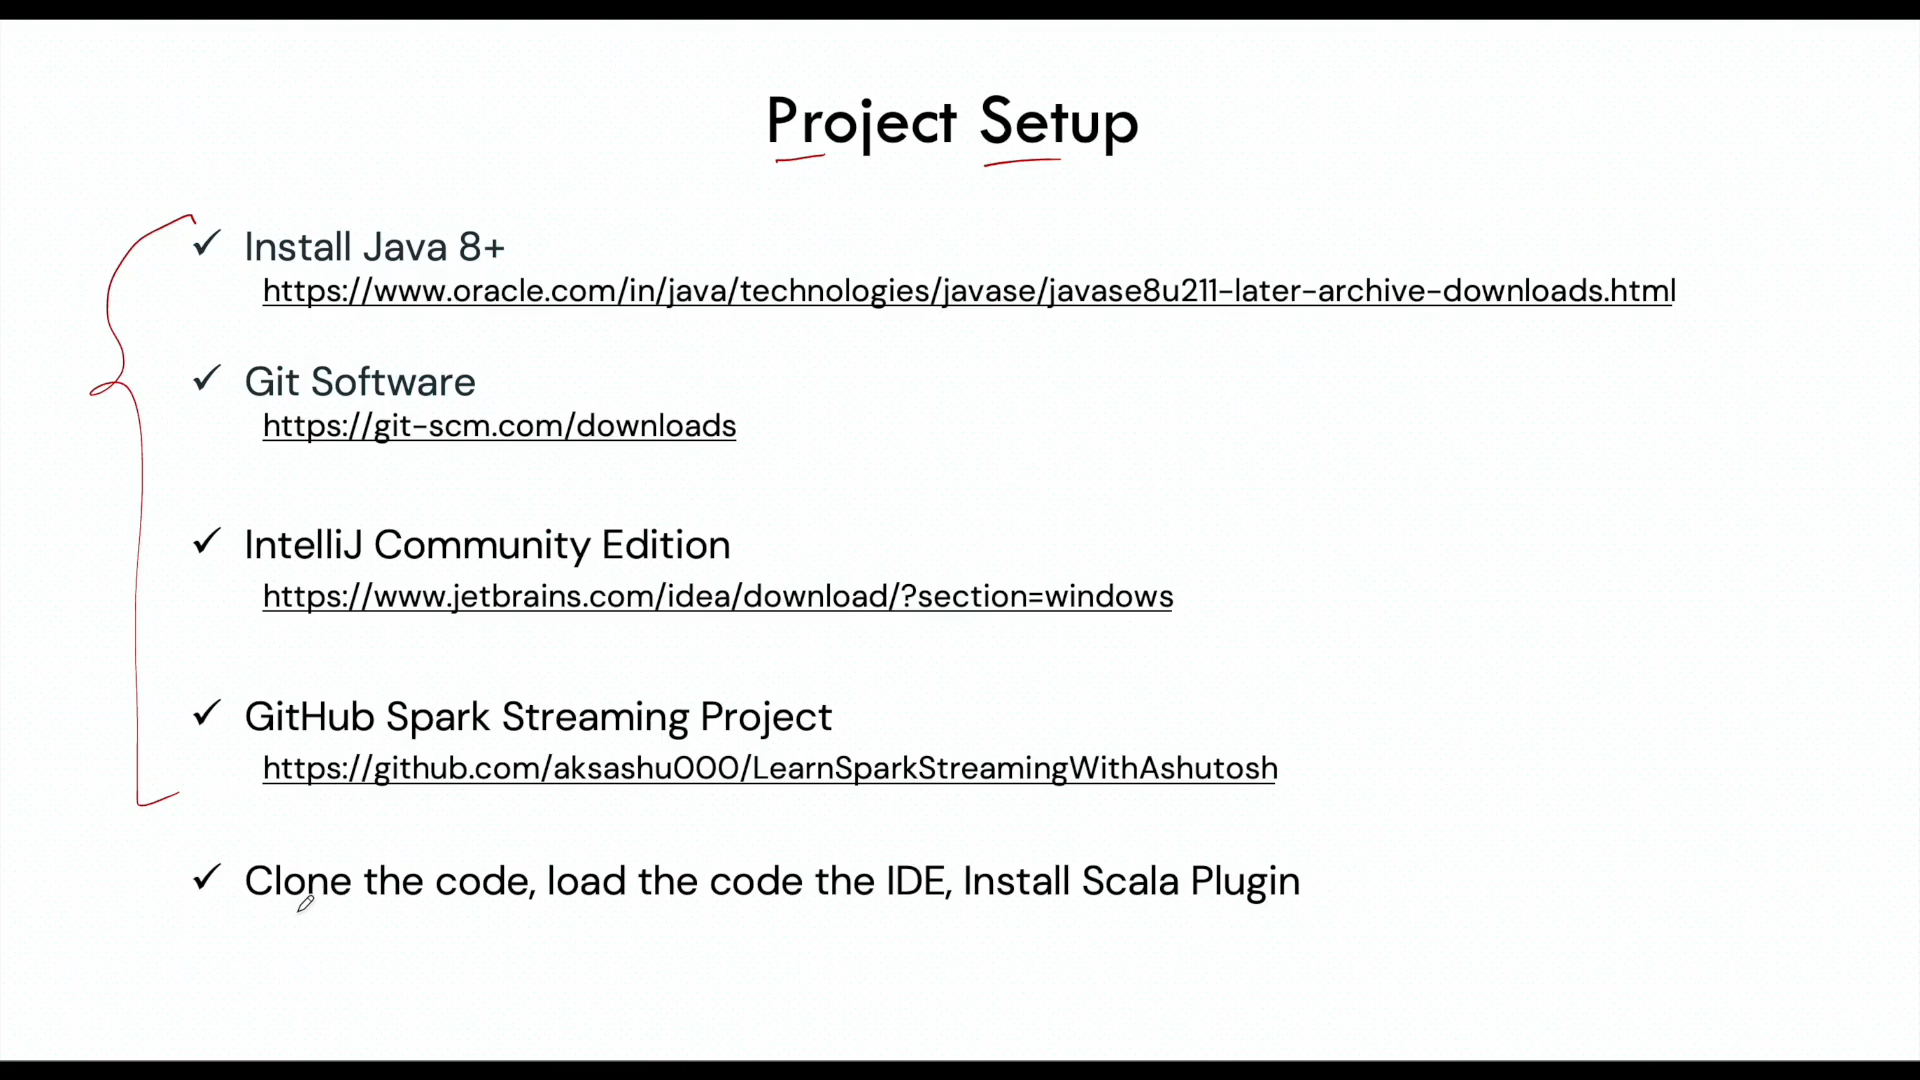 Project Setup
✓ Install Java 8+
https://www.oracle.com/in/java/technologies/javase/javase8u211-later-archive-downloads.html
✓ Git Software
https://git-scm.com/downloads
✓ IntelliJ Community Edition
https://www.jetbrains.com/idea/download/?section=windows
✓ GitHub Spark Streaming Project
https://github.com/aksashu000/LearnSparkStreamingWithAshutosh
✓ Clone the code, load the code the IDE, Install Scala Plugin